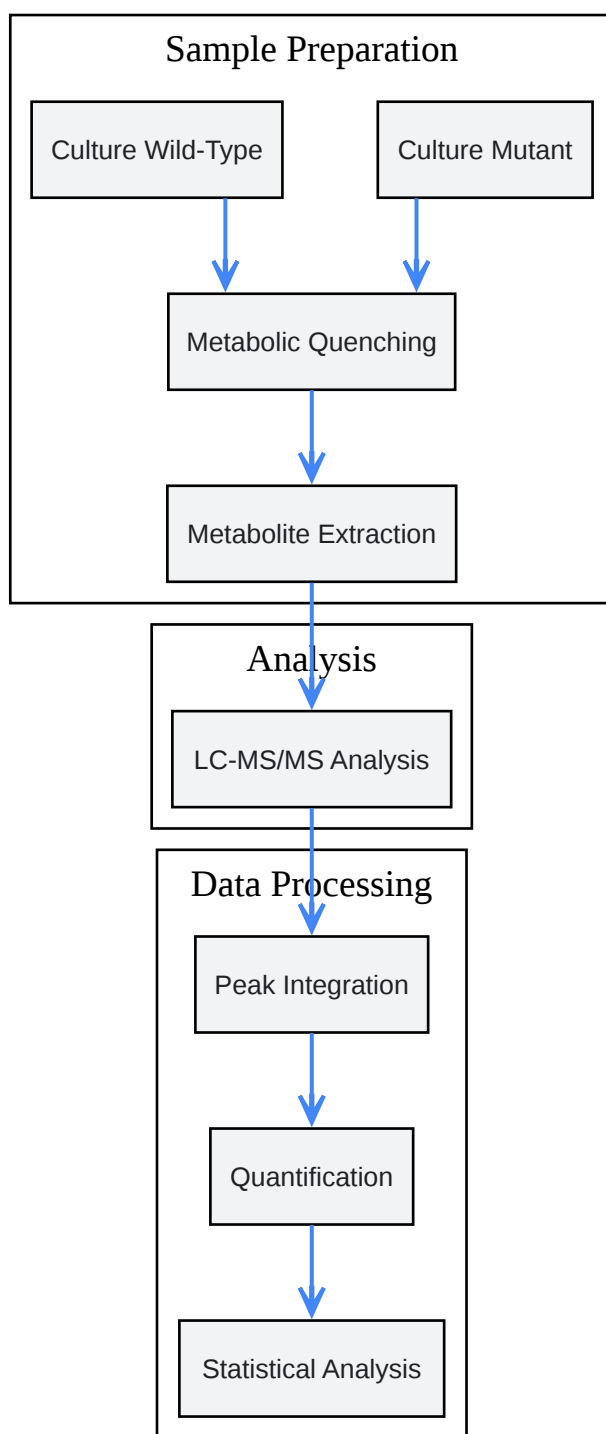 Sample Preparation
Culture Wild-Type
Culture Mutant
Metabolic Quenching
Metabolite Extraction
Analysis
LC-MS/MS Analysis
Data Processing
Peak Integration
Quantification
Statistical Analysis